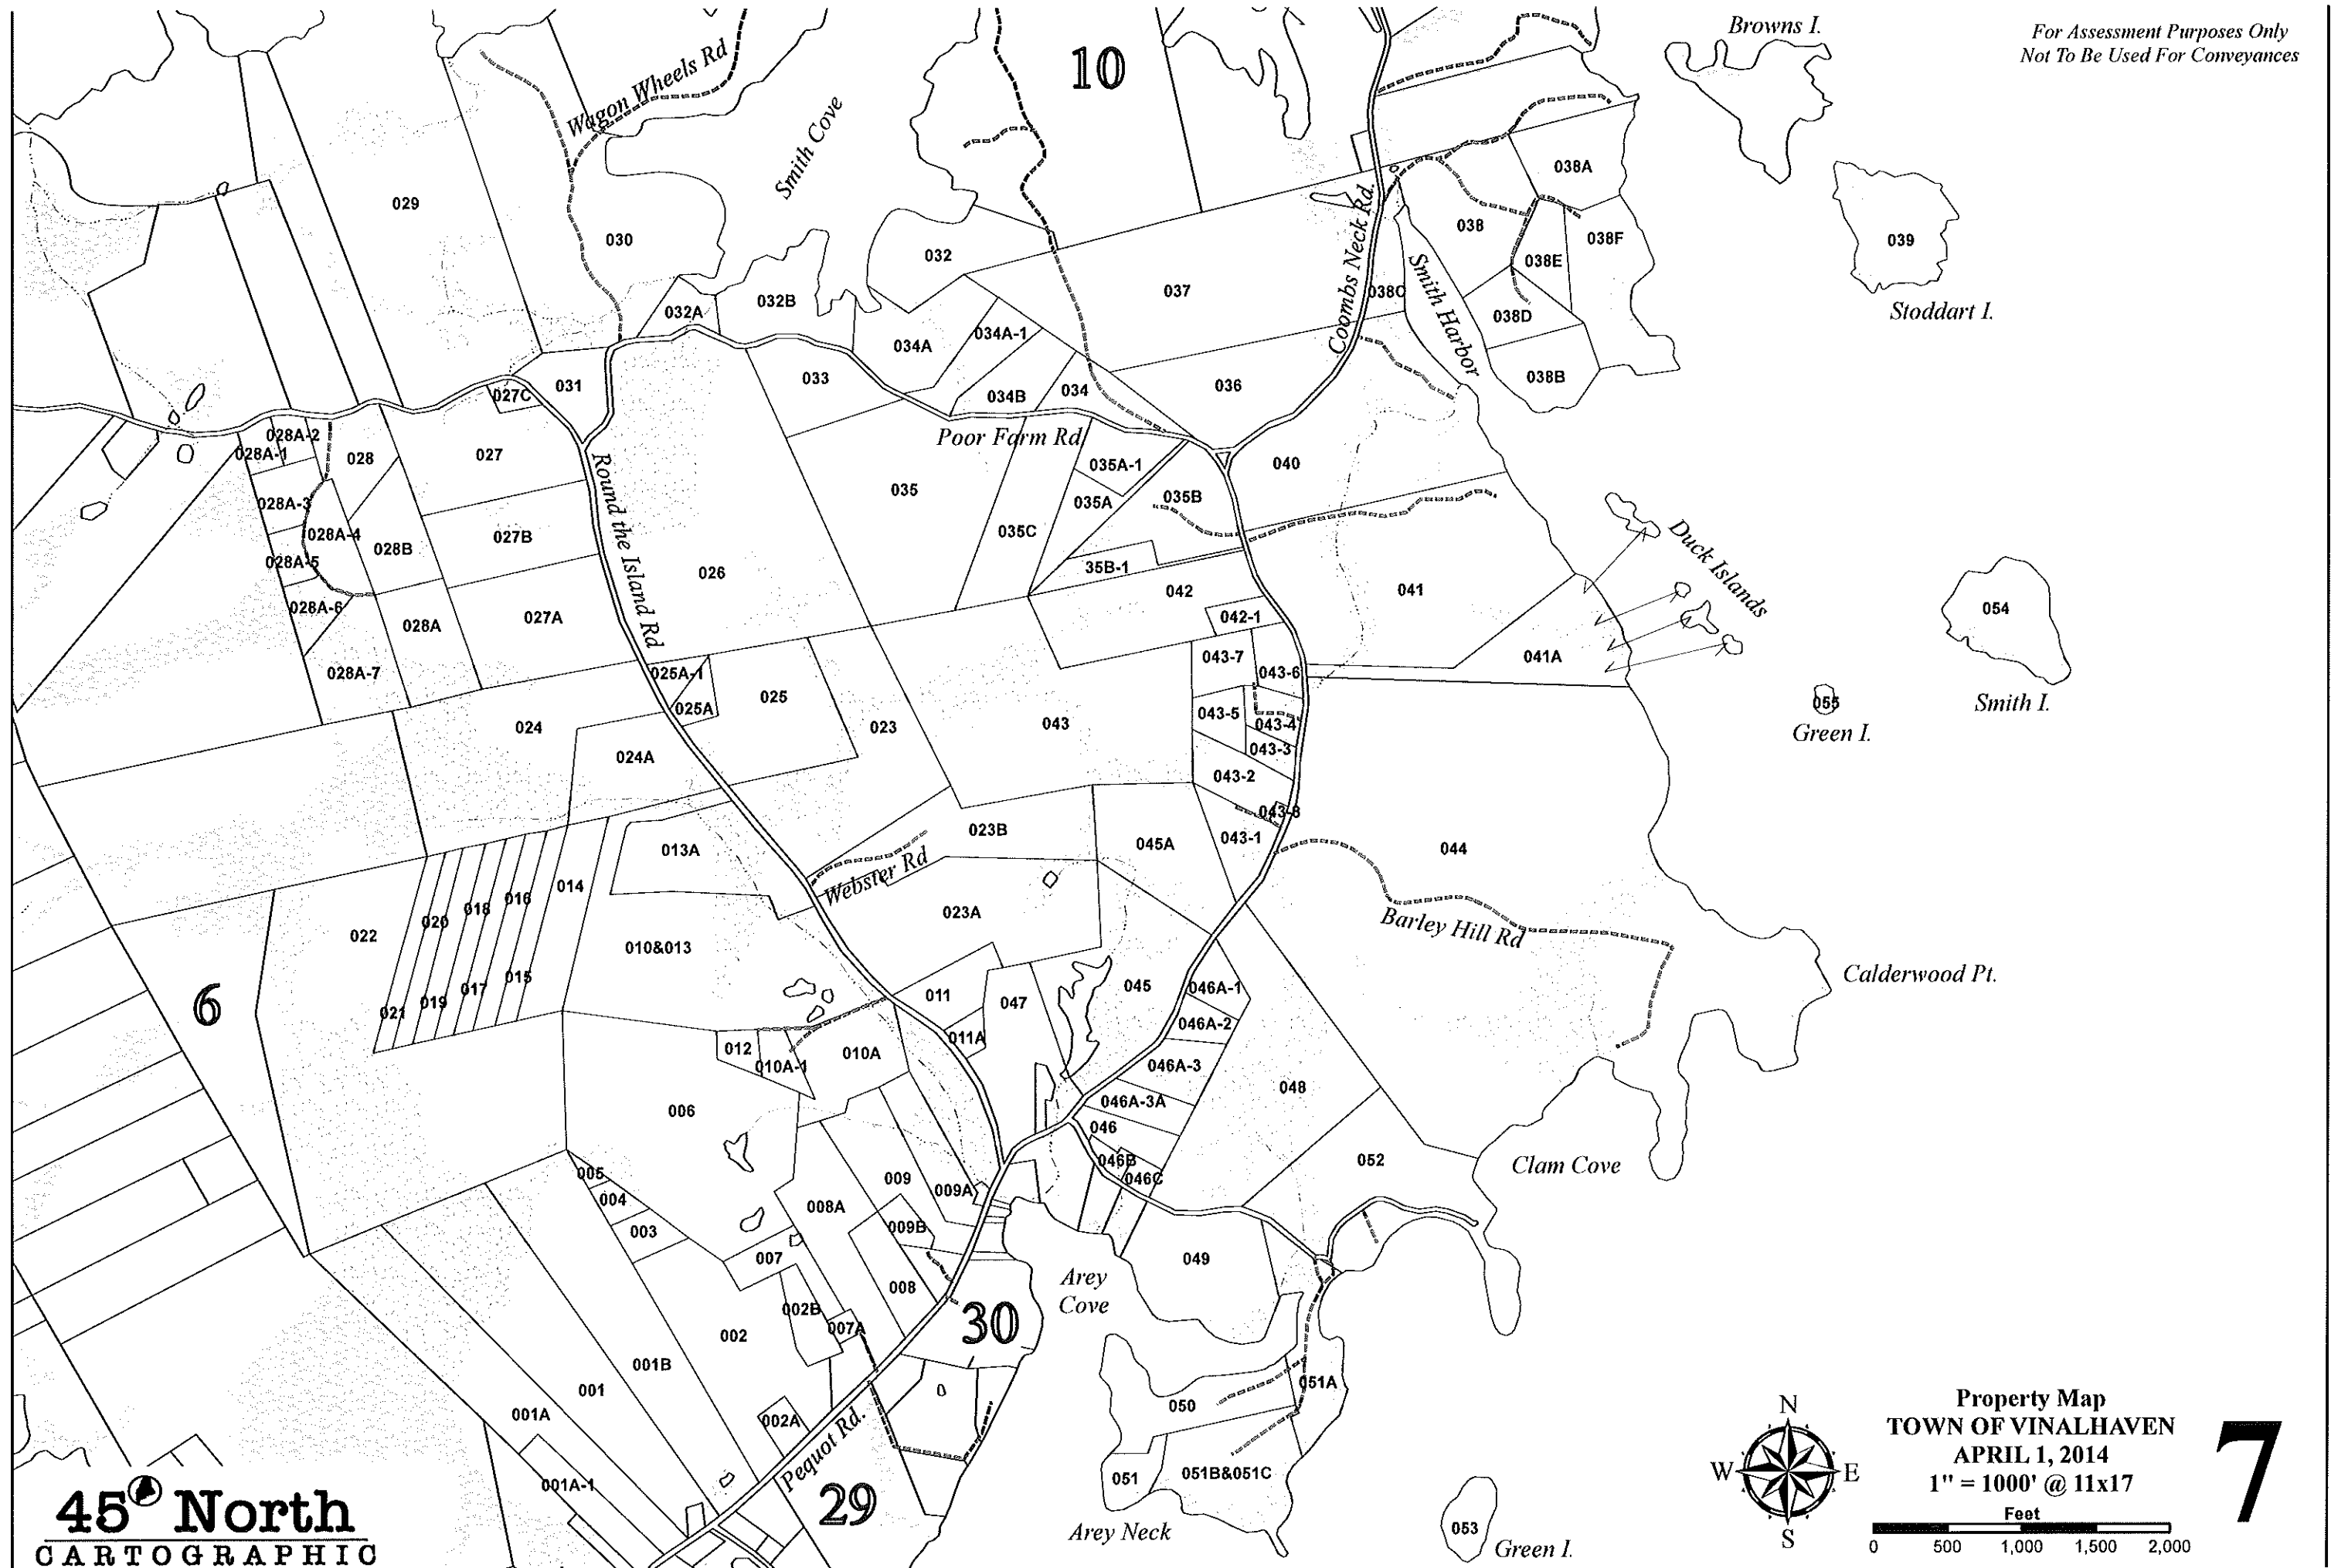 Browns I.
For Assessment Purposes Only
Not To Be Used For Conveyances
10
Wagon Wheels Rd
Smith Cove
029
030
032
032A
032B
034A
034A-1
034B
034
033
037
036
Coombs Neck Rd.
038C
Smith Harbor
038
038A
038E
038F
038D
038B
039
Stoddart I.
027C
031
028A-2
028A-1
028
027
028A-3
028A-4
028A-5
028B
027B
028A-6
028A
027A
028A-7
Round the Island Rd
026
Poor Farm Rd
035
035A-1
035A
035B
035C
35B-1
040
042
042-1
041
041A
Duck Islands
054
Smith I.
055
Green I.
024
024A
025A-1
025A
025
023
043
043-7
043-6
043-5
043-4
043-3
043-2
043-8
043-1
044
045A
023B
Webster Rd
023A
Barley Hill Rd
Calderwood Pt.
013A
014
016
018
020
022
010&013
015
017
019
021
6
011
011A
047
045
046A-1
046A-2
046A-3
046A-3A
046
046B
046C
048
052
Clam Cove
012
010A-1
010A
006
005
004
003
009
009A
009B
008A
008
007
007A
002B
002
002A
001B
001
001A
001A-1
30
Arey
Cove
049
050
051A
051
051B&051C
Arey Neck
053
Green I.
Pequot Rd.
29
45° North
CARTOGRAPHIC
N
W
E
S
Property Map
TOWN OF VINALHAVEN
APRIL 1, 2014
1" = 1000' @ 11x17
Feet
0 500 1,000 1,500 2,000
7